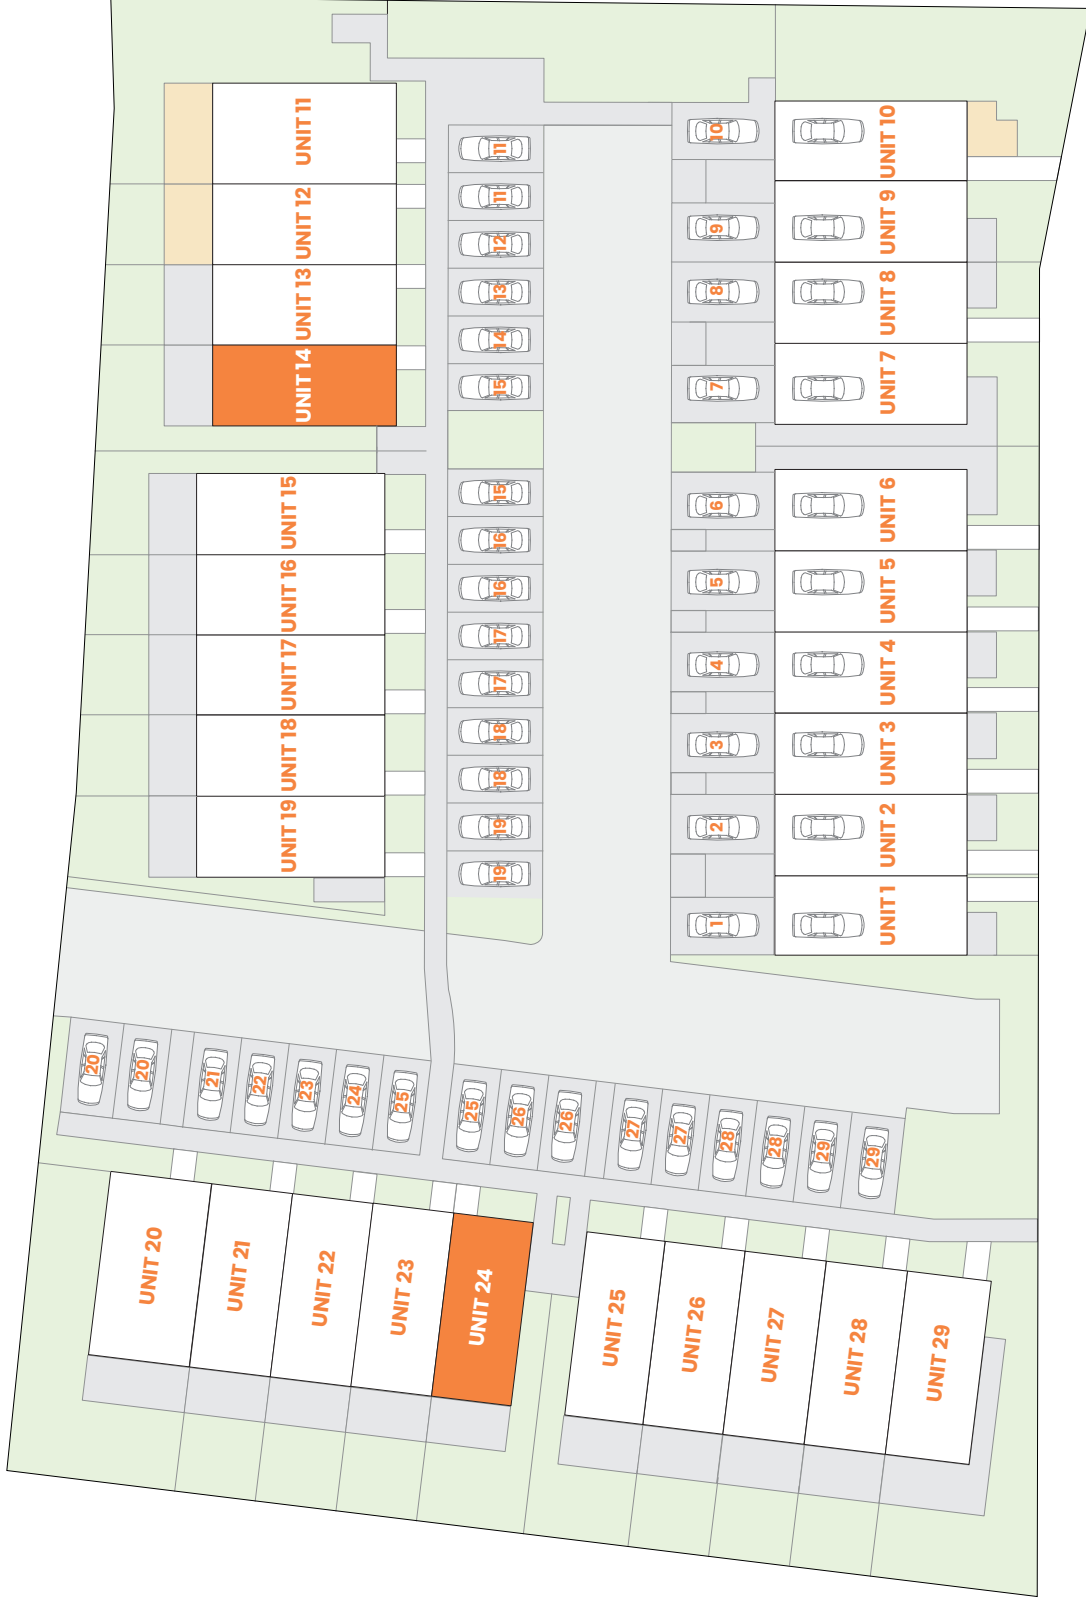 UNIT 11
UNIT 12
UNIT 13
UNIT 14
11
11
12
13
14
15
10
9
8
7
UNIT 10
UNIT 9
UNIT 8
UNIT 7
UNIT 15
UNIT 16
UNIT 17
UNIT 18
UNIT 19
15
16
16
17
17
18
18
19
19
6
5
4
3
2
1
UNIT 6
UNIT 5
UNIT 4
UNIT 3
UNIT 2
UNIT 1
20
20
21
22
23
24
25
25
26
26
27
27
28
28
29
29
UNIT 20
UNIT 21
UNIT 22
UNIT 23
UNIT 24
UNIT 25
UNIT 26
UNIT 27
UNIT 28
UNIT 29